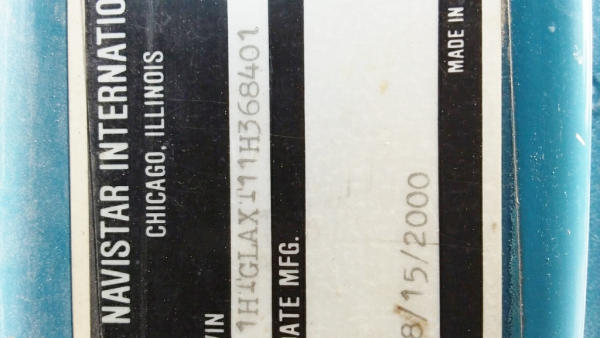 NAVISTAR INTERNATIO
CHICAGO, ILLINOIS
VIN
1HTGLAXT11H368401
DATE MFG.
8/15/2000
MADE IN